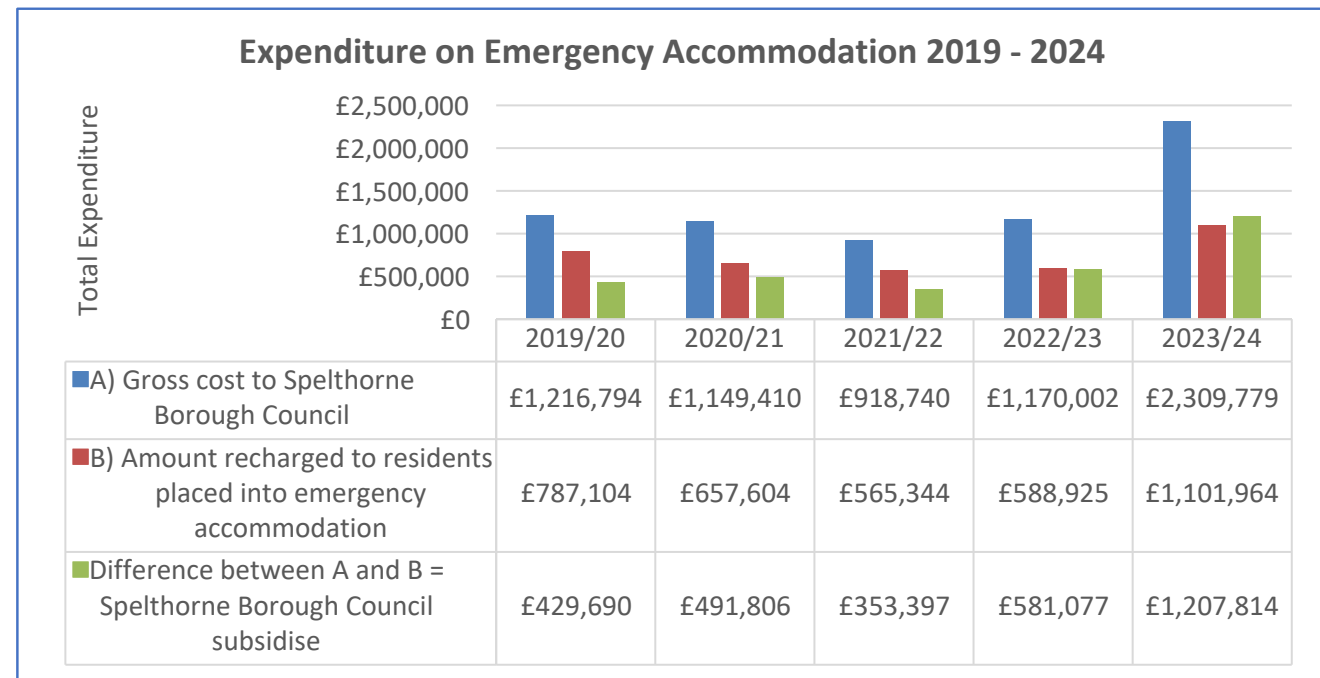 Expenditure on Emergency Accommodation 2019 - 2024
Total Expenditure
£2,500,000
£2,000,000
£1,500,000
£1,000,000
£500,000
£0
2019/20 2020/21 2021/22 2022/23 2023/24
A) Gross cost to Spelthorne
Borough Council
£1,216,794 £1,149,410 £918,740 £1,170,002 £2,309,779
B) Amount recharged to residents
placed into emergency
accommodation
£787,104 £657,604 £565,344 £588,925 £1,101,964
Difference between A and B =
Spelthorne Borough Council
subsidise
£429,690 £491,806 £353,397 £581,077 £1,207,814